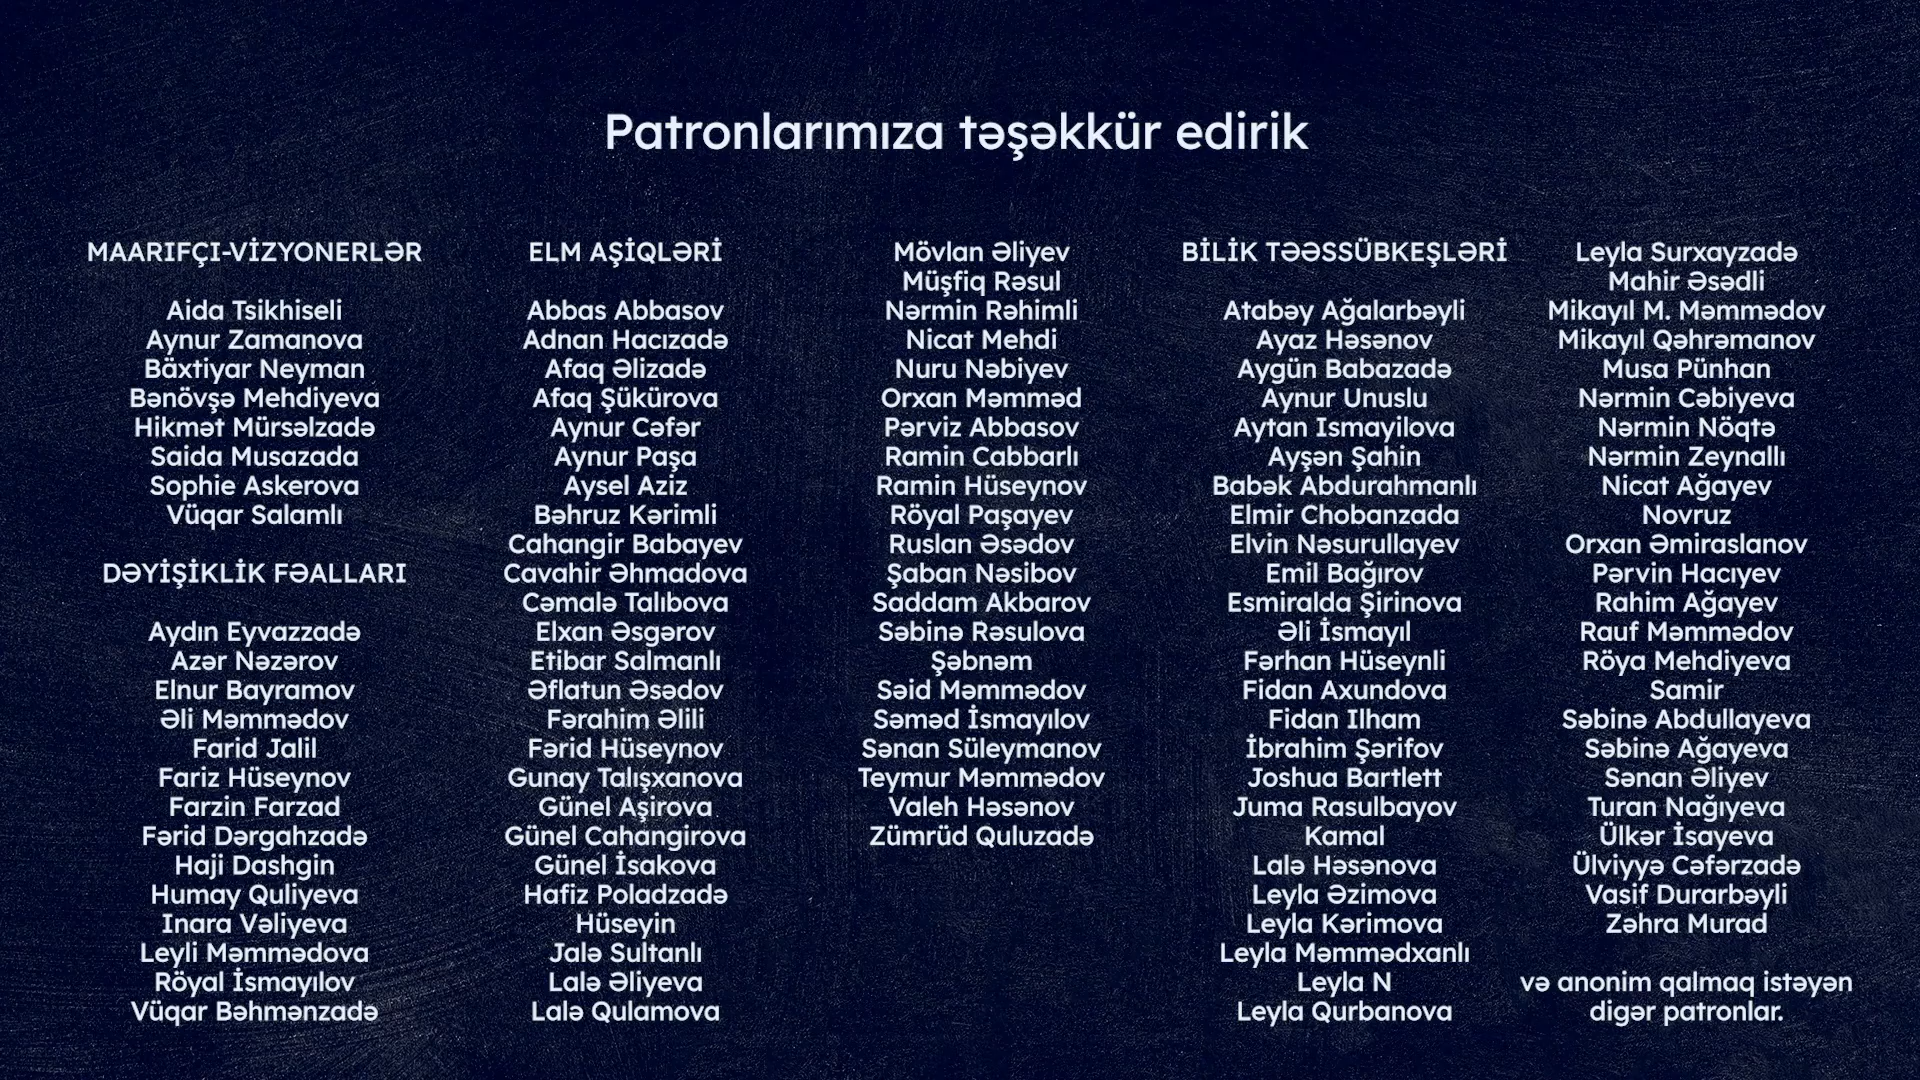 Patronlarımıza təşəkkür edirik
MAARIFÇI-VİZYONERLƏR
Aida Tsikhiseli
Aynur Zamanova
Bäxtiyar Neyman
Bənövşə Mehdiyeva
Hikmət Mürsəlzadə
Saida Musazada
Sophie Askerova
Vüqar Salamlı
DƏYİŞİKLİK FƏALLARI
Aydın Eyvazzadə
Azər Nəzərov
Elnur Bayramov
Əli Məmmədov
Farid Jalil
Fariz Hüseynov
Farzin Farzad
Fərid Dərgahzadə
Haji Dashgin
Humay Quliyeva
Inara Vəliyeva
Leyli Məmmədova
Röyal İsmayılov
Vüqar Bəhmənzadə
ELM AŞİQLƏRİ
Abbas Abbasov
Adnan Hacızadə
Afaq Əlizadə
Afaq Şükürova
Aynur Cəfər
Aynur Paşa
Aysel Aziz
Bəhruz Kərimli
Cahangir Babayev
Cavahir Əhmadova
Cəmalə Talıbova
Elxan Əsgərov
Etibar Salmanlı
Əflatun Əsədov
Fərahim Əlili
Fərid Hüseynov
Gunay Talışxanova
Günel Aşirova
Günel Cahangirova
Günel İsakova
Hafiz Poladzadə
Hüseyin
Jalə Sultanlı
Lalə Əliyeva
Lalə Qulamova
Mövlan Əliyev
Müşfiq Rəsul
Nərmin Rəhimli
Nicat Mehdi
Nuru Nəbiyev
Orxan Məmməd
Pərviz Abbasov
Ramin Cabbarlı
Ramin Hüseynov
Röyal Paşayev
Ruslan Əsədov
Şaban Nəsibov
Saddam Akbarov
Səbinə Rəsulova
Şəbnəm
Səid Məmmədov
Səməd İsmayılov
Sənan Süleymanov
Teymur Məmmədov
Valeh Həsənov
Zümrüd Quluzadə
BİLİK TƏƏSSÜBKEŞLƏRİ
Atabəy Ağalarbəyli
Ayaz Həsənov
Aygün Babazadə
Aynur Unuslu
Aytan Ismayilova
Ayşən Şahin
Babək Abdurahmanlı
Elmir Chobanzada
Elvin Nəsurullayev
Emil Bağırov
Esmiralda Şirinova
Əli İsmayıl
Fərhan Hüseynli
Fidan Axundova
Fidan Ilham
İbrahim Şərifov
Joshua Bartlett
Juma Rasulbayov
Kamal
Lalə Həsənova
Leyla Əzimova
Leyla Kərimova
Leyla Məmmədxanlı
Leyla N
Leyla Qurbanova
Leyla Surxayzadə
Mahir Əsədli
Mikayıl M. Məmmədov
Mikayıl Qəhrəmanov
Musa Pünhan
Nərmin Cəbiyeva
Nərmin Nöqtə
Nərmin Zeynallı
Nicat Ağayev
Novruz
Orxan Əmiraslanov
Pərvin Hacıyev
Rahim Ağayev
Rauf Məmmədov
Röya Mehdiyeva
Samir
Səbinə Abdullayeva
Səbinə Ağayeva
Sənan Əliyev
Turan Nağıyeva
Ülkər İsayeva
Ülviyyə Cəfərzadə
Vasif Durarbəyli
Zəhra Murad
və anonim qalmaq istəyən
digər patronlar.